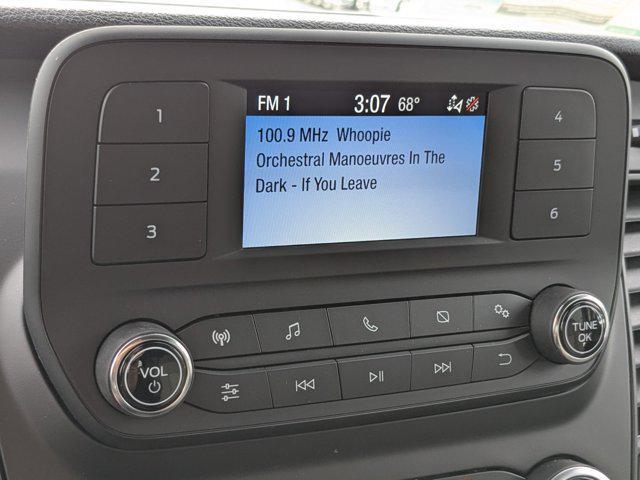 FM 1 3:07 68°
100.9 MHz Whoopie
Orchestral Manoeuvres In The
Dark - If You Leave
1
2
3
4
5
6
VOL
TUNE
OK